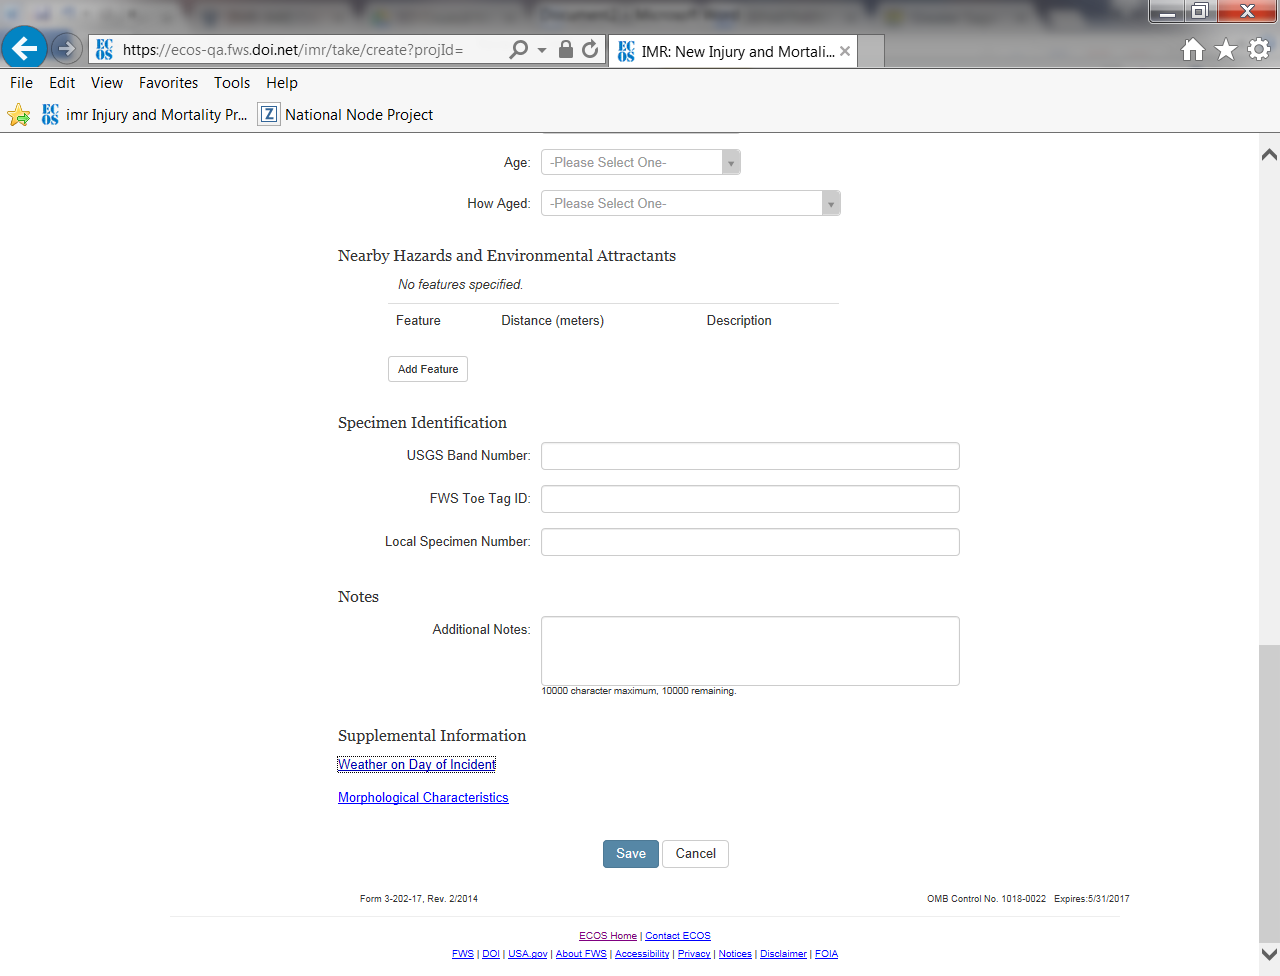 https://ecos-qa.fws.doi.net/imr/take/create?projId=
EC OS IMR: New Injury and Mortali...
File Edit View Favorites Tools Help
EC OS imr Injury and Mortality Pr... Z National Node Project
Age: -Please Select One-
How Aged: -Please Select One-
Nearby Hazards and Environmental Attractants
No features specified.
Feature Distance (meters) Description
Add Feature
Specimen Identification
USGS Band Number:
FWS Toe Tag ID:
Local Specimen Number:
Notes
Additional Notes:
10000 character maximum, 10000 remaining.
Supplemental Information
Weather on Day of Incident
Morphological Characteristics
Save Cancel
Form 3-202-17, Rev. 2/2014 OMB Control No. 1018-0022 Expires:5/31/2017
ECOS Home | Contact ECOS
FWS | DOI | USA.gov | About FWS | Accessibility | Privacy | Notices | Disclaimer | FOIA